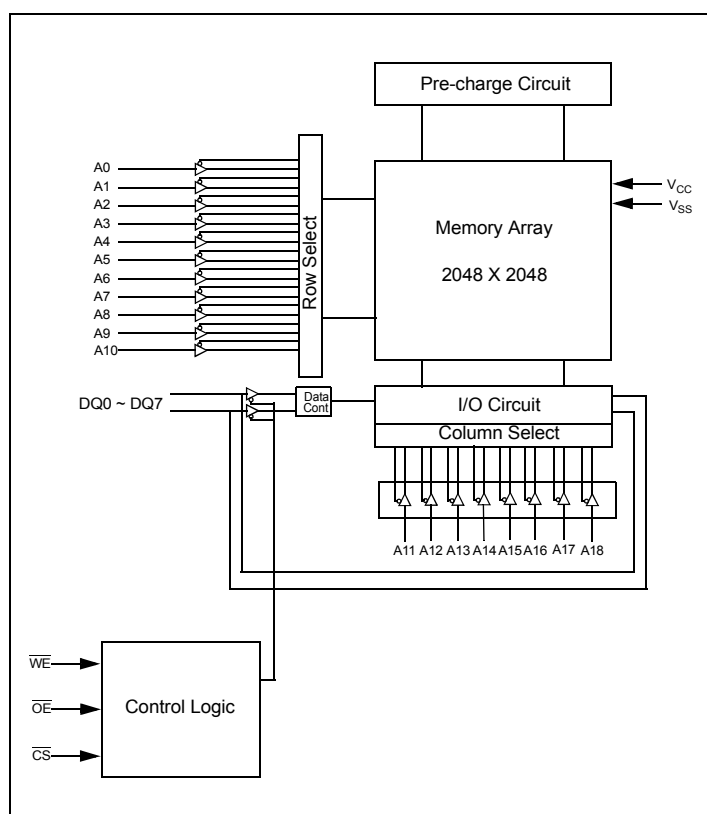 Pre-charge Circuit
A0
A1
A2
A3
A4
A5
A6
A7
A8
A9
A10
Row Select
Memory Array
2048 X 2048
VCC
VSS
DQ0 ~ DQ7
Data
Cont
I/O Circuit
Column Select
A11 A12 A13 A14 A15 A16 A17 A18
WE
OE
CS
Control Logic